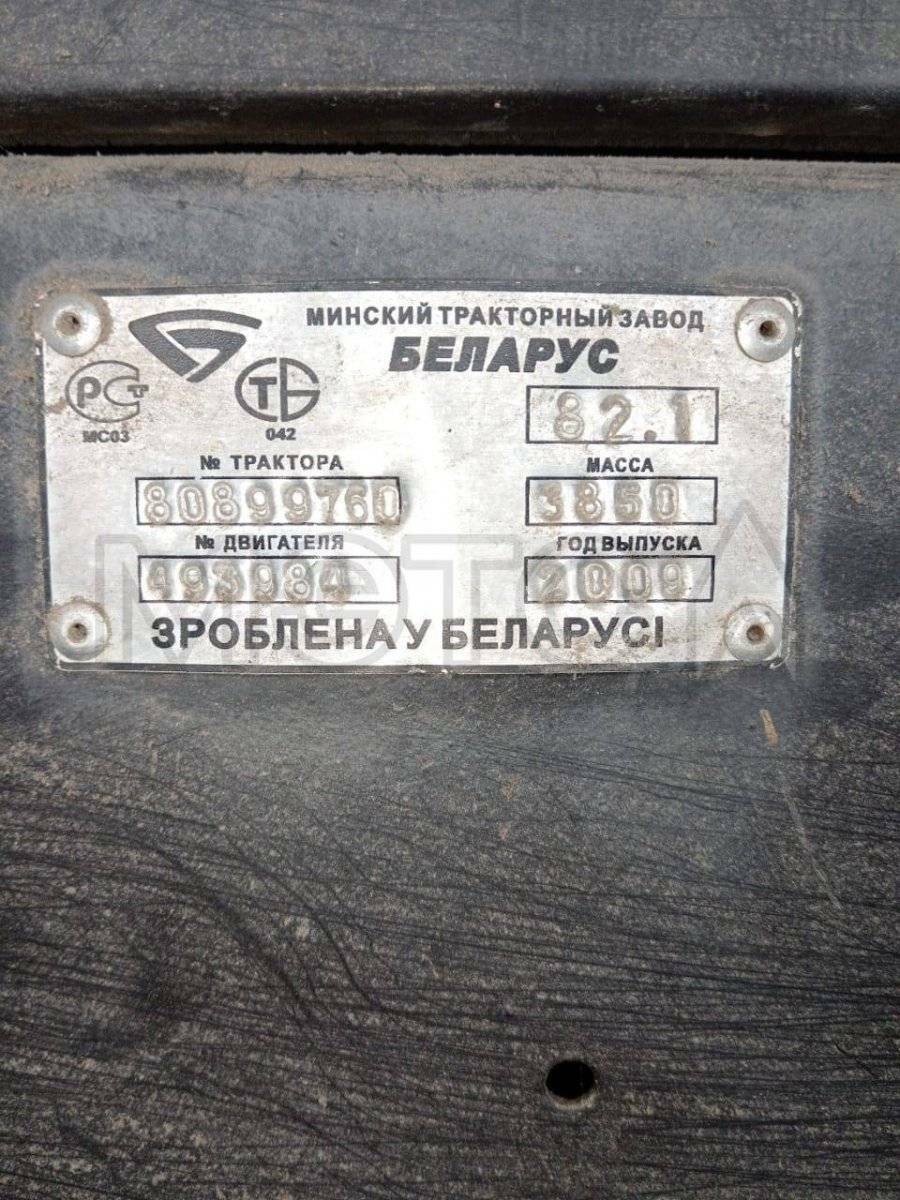 МИНСКИЙ ТРАКТОРНЫЙ ЗАВОД
БЕЛАРУС
РСТ
МС03
ТБ
042
82.1
№ ТРАКТОРА
80899760
МАССА
3850
№ ДВИГАТЕЛЯ
493984
ГОД ВЫПУСКА
2009
ЗРОБЛЕНА У БЕЛАРУСІ